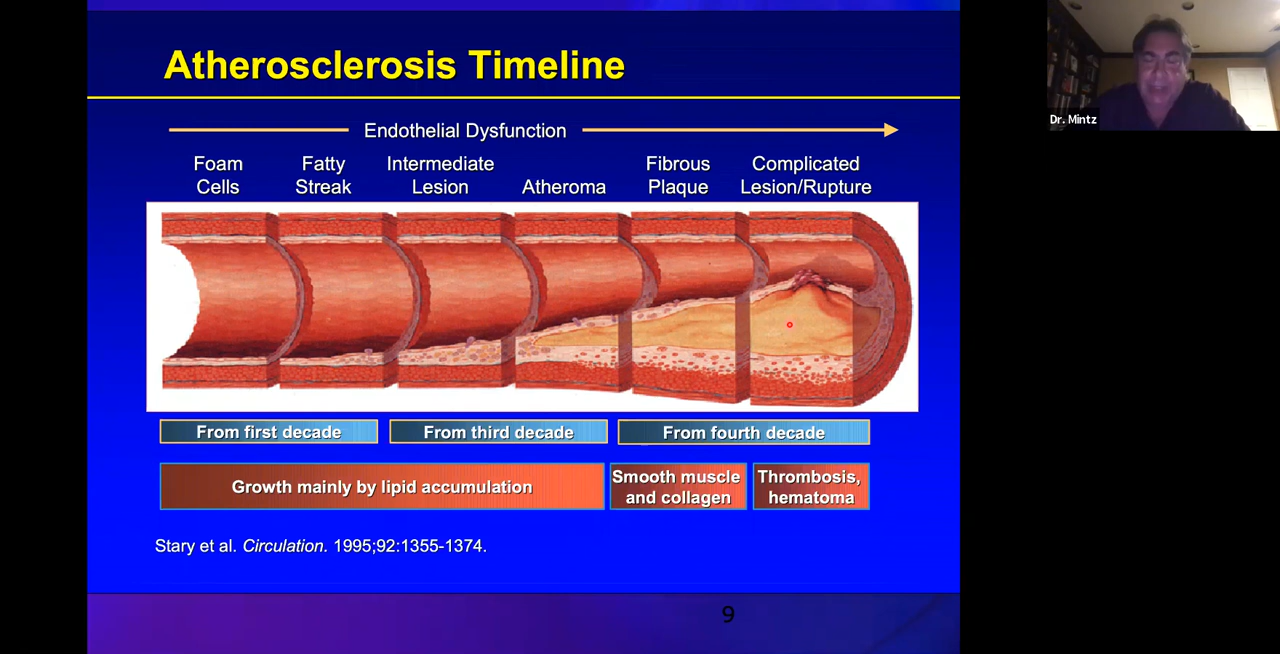 Atherosclerosis Timeline
Endothelial Dysfunction
Foam
Cells
Fatty
Streak
Intermediate
Lesion
Atheroma
Fibrous
Plaque
Complicated
Lesion/Rupture
From first decade
From third decade
From fourth decade
Growth mainly by lipid accumulation
Smooth muscle
and collagen
Thrombosis,
hematoma
Stary et al. Circulation. 1995;92:1355-1374.
9
Dr. Mintz